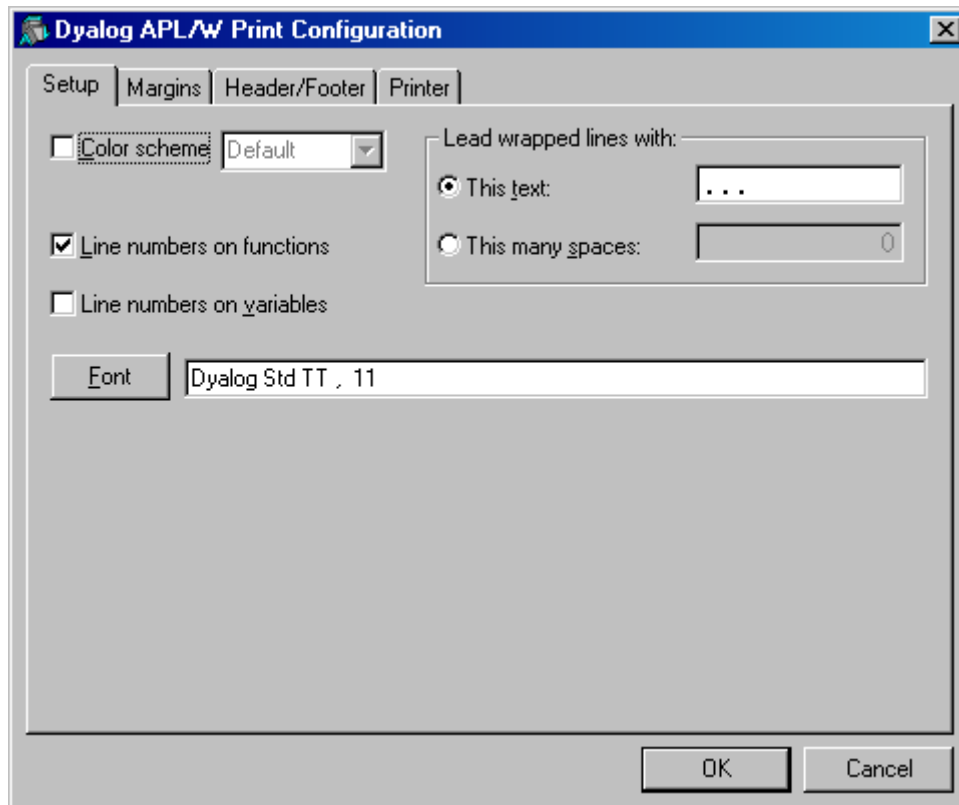 Dyalog APL/W Print Configuration
Setup Margins Header/Footer Printer
Color scheme Default
Lead wrapped lines with:
This text: ...
Line numbers on functions
This many spaces: 0
Line numbers on variables
Font Dyalog Std TT , 11
OK Cancel